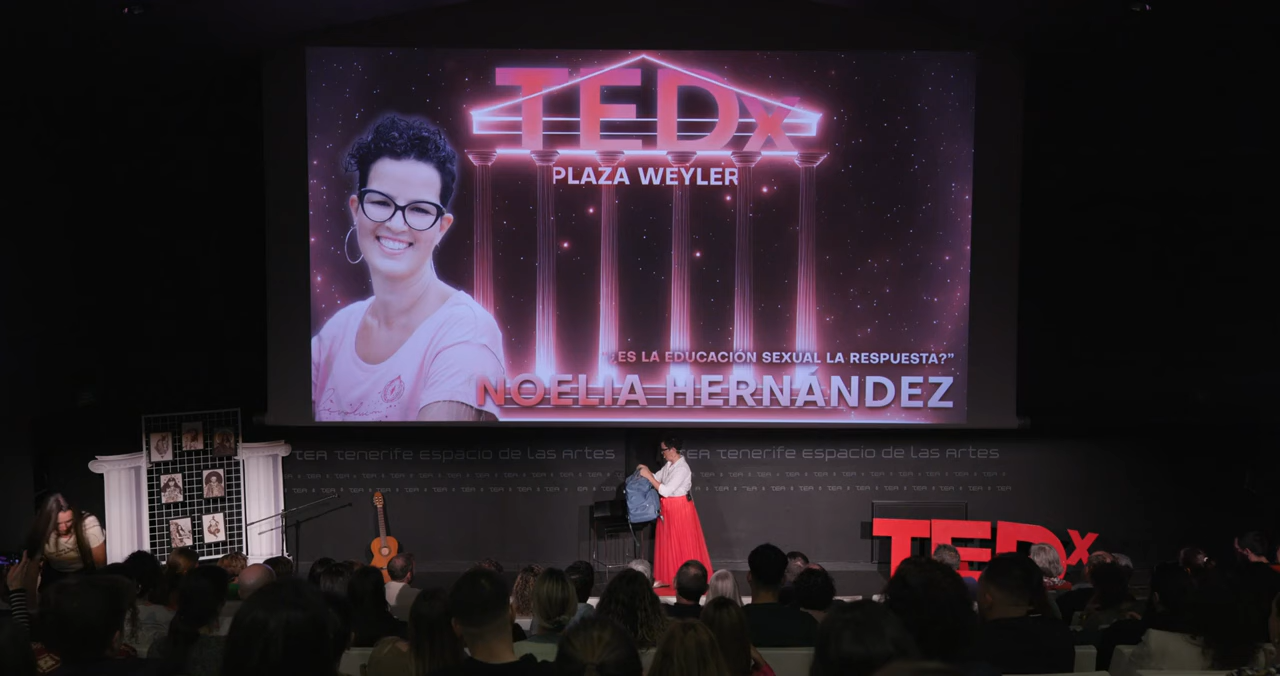 TEDx
PLAZA WEYLER
"¿ES LA EDUCACIÓN SEXUAL LA RESPUESTA?"
NOELIA HERNÁNDEZ
TEA Tenerife Espacio de las Artes
TEA Tenerife Espacio de las Artes
TEDx